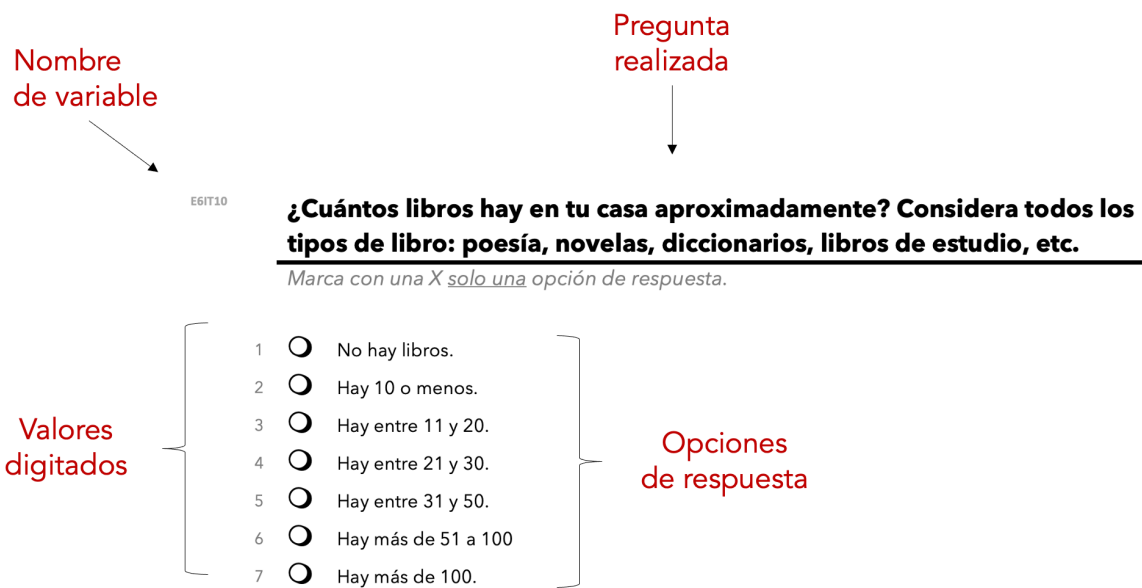 Pregunta
realizada
Nombre
de variable
E6IT10
¿Cuántos libros hay en tu casa aproximadamente? Considera todos los
tipos de libro: poesía, novelas, diccionarios, libros de estudio, etc.
Marca con una X solo una opción de respuesta.
1 No hay libros.
2 Hay 10 o menos.
3 Hay entre 11 y 20.
4 Hay entre 21 y 30.
5 Hay entre 31 y 50.
6 Hay más de 51 a 100
7 Hay más de 100.
Valores
digitados
Opciones
de respuesta